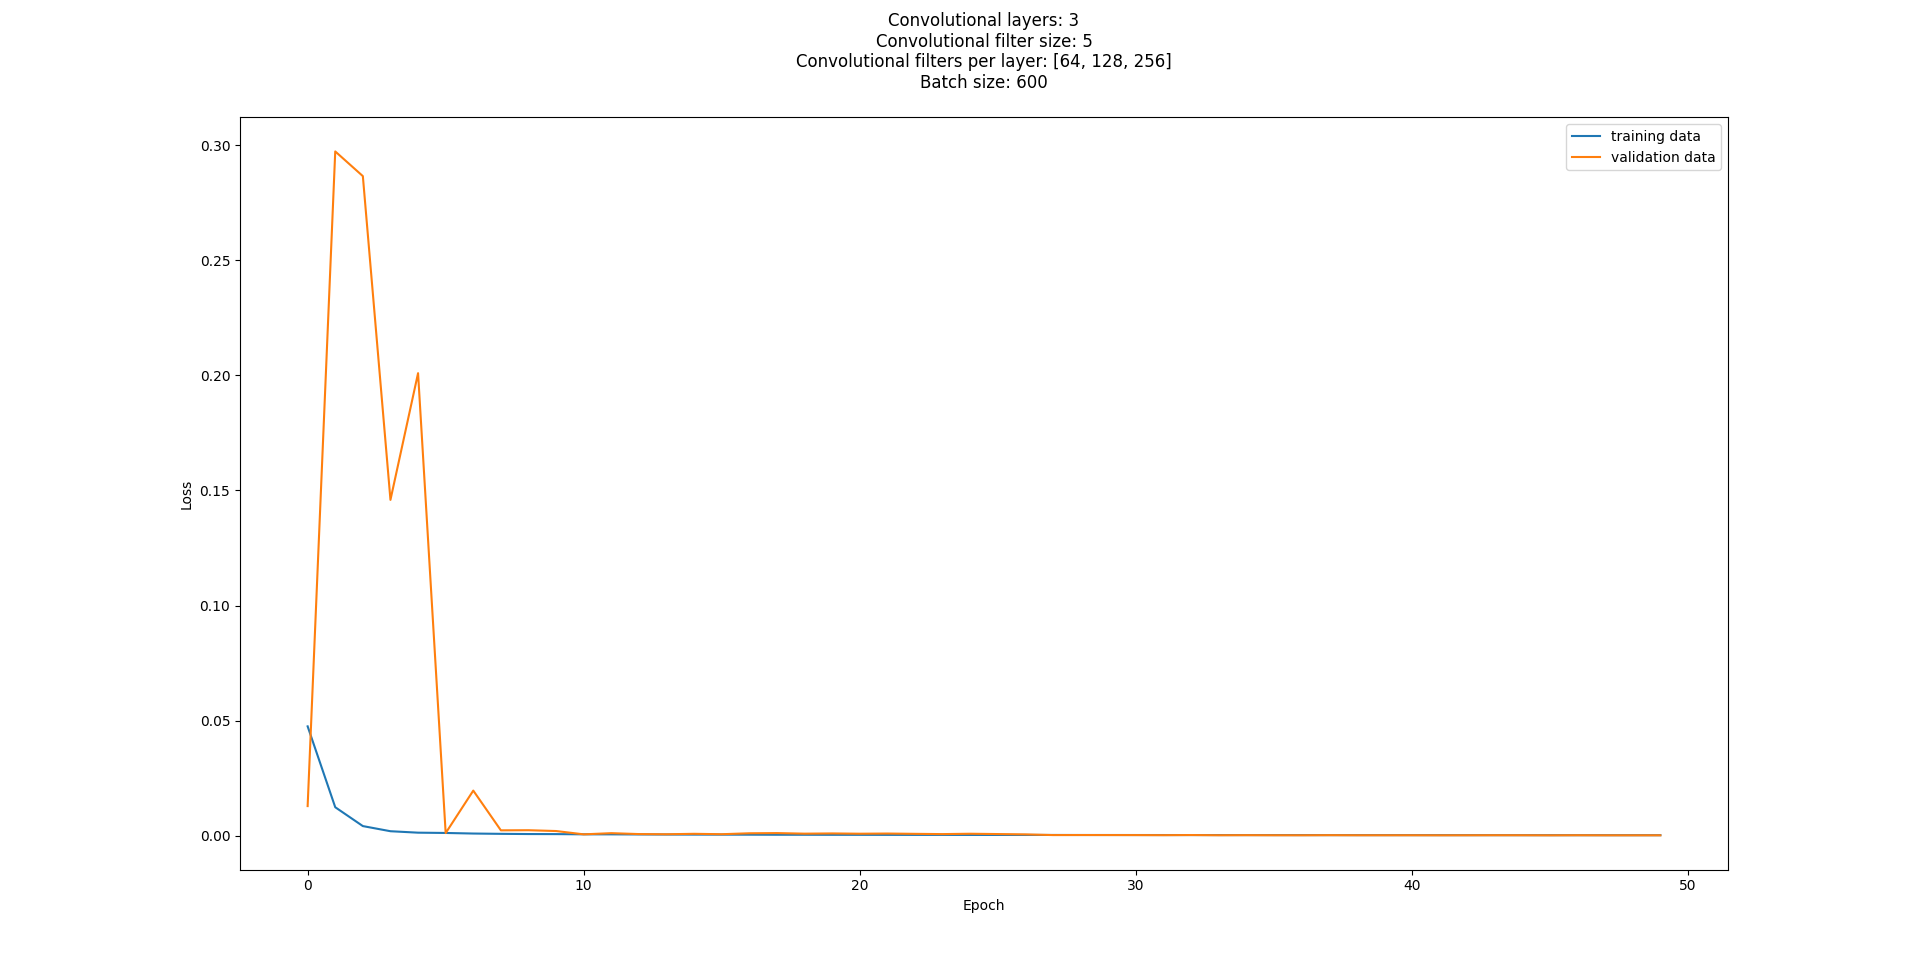 Convolutional layers: 3
Convolutional filter size: 5
Convolutional filters per layer: [64, 128, 256]
Batch size: 600
training data
validation data
0.30
0.25
0.20
0.15
0.10
0.05
0.00
Loss
0 10 20 30 40 50
Epoch